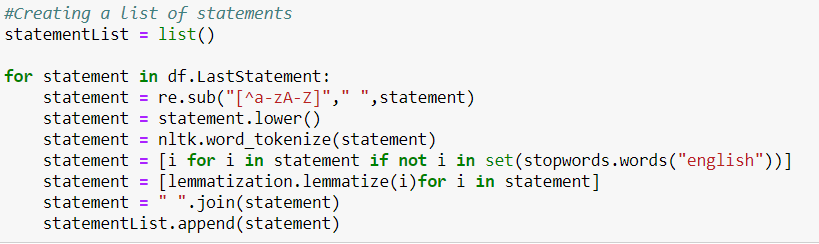 #Creating a list of statements
statementList = list()

for statement in df.LastStatement:
    statement = re.sub("[^a-zA-Z]"," ",statement)
    statement = statement.lower()
    statement = nltk.word_tokenize(statement)
    statement = [i for i in statement if not i in set(stopwords.words("english"))]
    statement = [lemmatization.lemmatize(i)for i in statement]
    statement = " ".join(statement)
    statementList.append(statement)